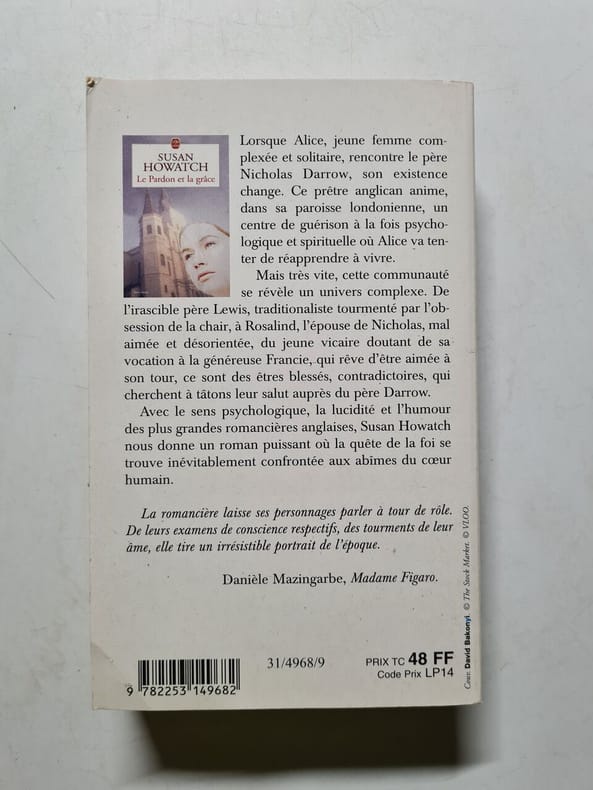 SUSAN
HOWATCH
Le Pardon et la grâce
Lorsque Alice, jeune femme com-
plexée et solitaire, rencontre le père
Nicholas Darrow, son existence
change. Ce prêtre anglican anime,
dans sa paroisse londonienne, un
centre de guérison à la fois psycho-
logique et spirituelle où Alice va ten-
ter de réapprendre à vivre.
Mais très vite, cette communauté
se révèle un univers complexe. De
l'irascible père Lewis, traditionaliste tourmenté par l'ob-
session de la chair, à Rosalind, l'épouse de Nicholas, mal
aimée et désorientée, du jeune vicaire doutant de sa
vocation à la généreuse Francie, qui rêve d'être aimée à
son tour, ce sont des êtres blessés, contradictoires, qui
cherchent à tâtons leur salut auprès du père Darrow.
Avec le sens psychologique, la lucidité et l'humour
des plus grandes romancières anglaises, Susan Howatch
nous donne un roman puissant où la quête de la foi se
trouve inévitablement confrontée aux abîmes du cœur
humain.
La romancière laisse ses personnages parler à tour de rôle.
De leurs examens de conscience respectifs, des tourments de leur
âme, elle tire un irrésistible portrait de l'époque.
Danièle Mazingarbe, Madame Figaro.
9 782253 149682
31/4968/9
PRIX TC 48 FF
Code Prix LP14
Couv. David Bakonyi. © The Stock Market. © VLOO.